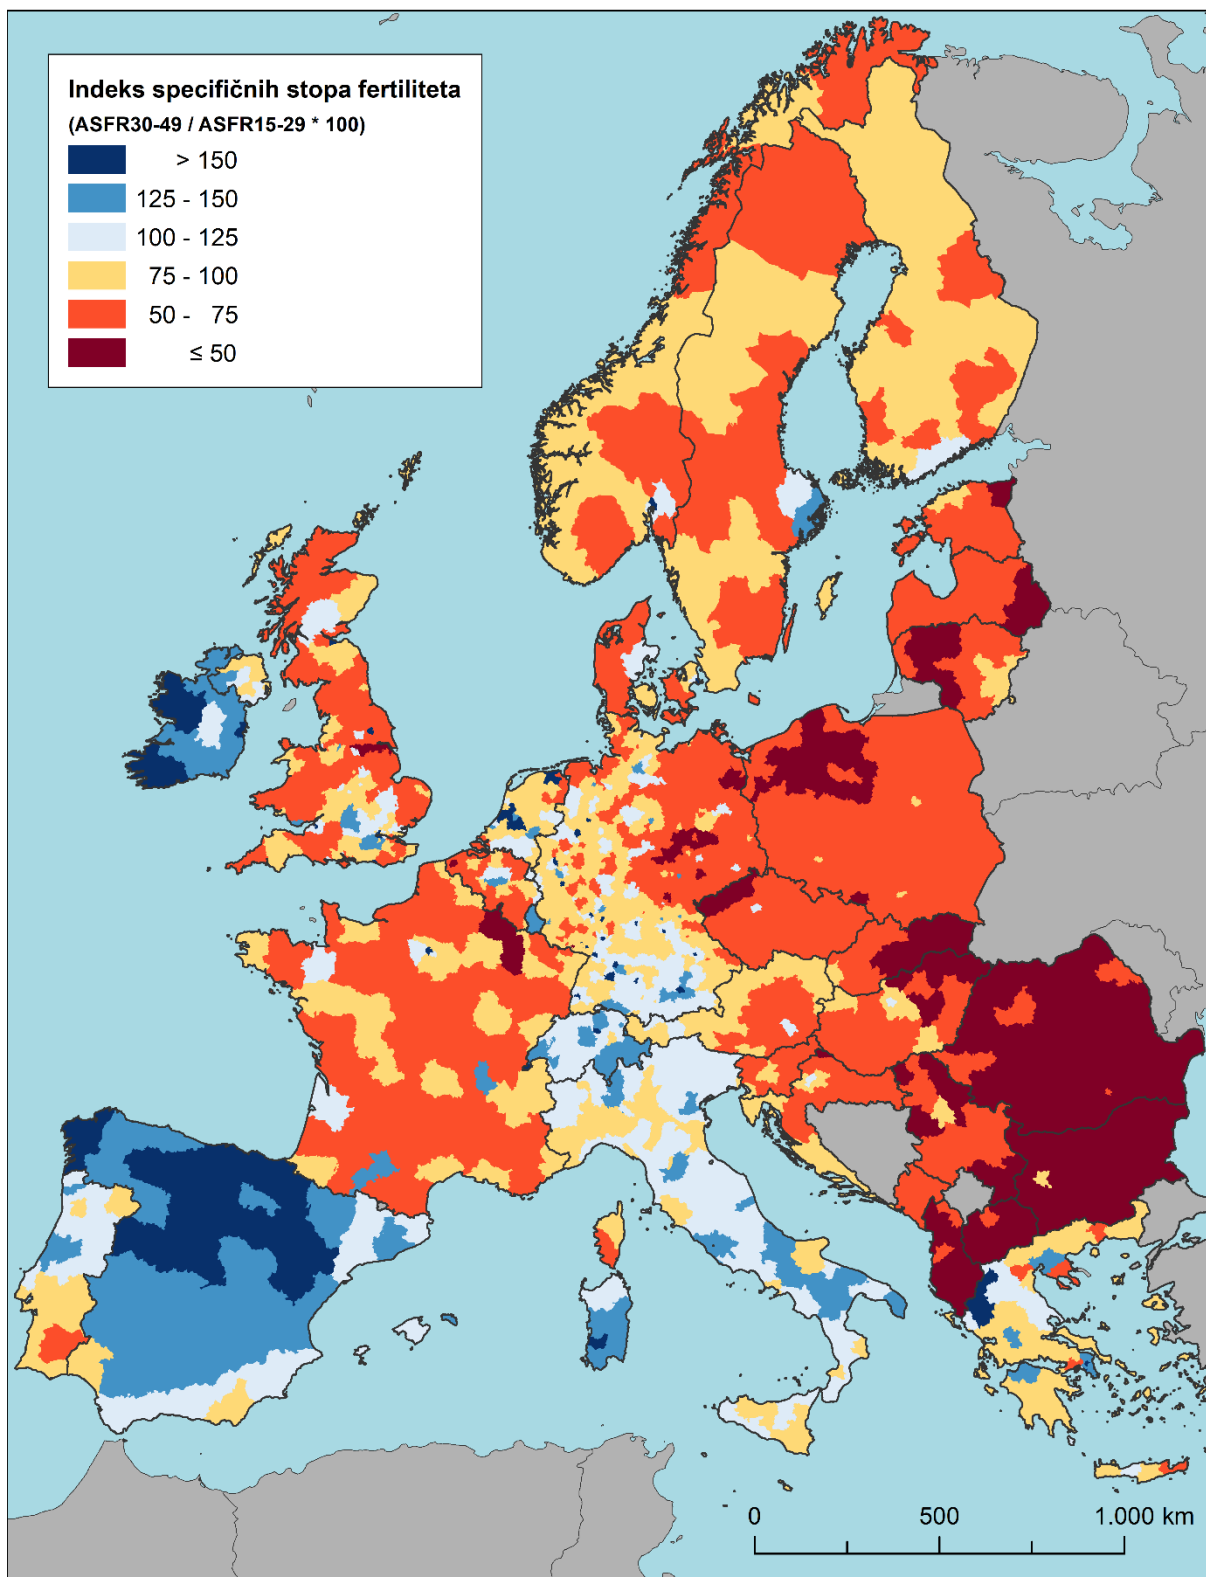 Indeks specifičnih stopa fertiliteta
(ASFR30-49 / ASFR15-29 * 100)
> 150
125 - 150
100 - 125
75 - 100
50 - 75
≤ 50
0 500 1.000 km